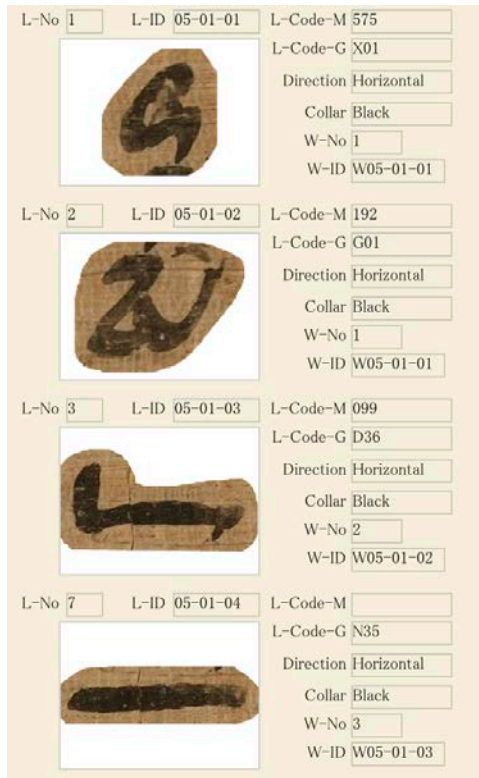 L-No 1 L-ID 05-01-01 L-Code-M 575
L-Code-G X01
Direction Horizontal
Collar Black
W-No 1
W-ID W05-01-01
L-No 2 L-ID 05-01-02 L-Code-M 192
L-Code-G G01
Direction Horizontal
Collar Black
W-No 1
W-ID W05-01-01
L-No 3 L-ID 05-01-03 L-Code-M 099
L-Code-G D36
Direction Horizontal
Collar Black
W-No 2
W-ID W05-01-02
L-No 7 L-ID 05-01-04 L-Code-M
L-Code-G N35
Direction Horizontal
Collar Black
W-No 3
W-ID W05-01-03